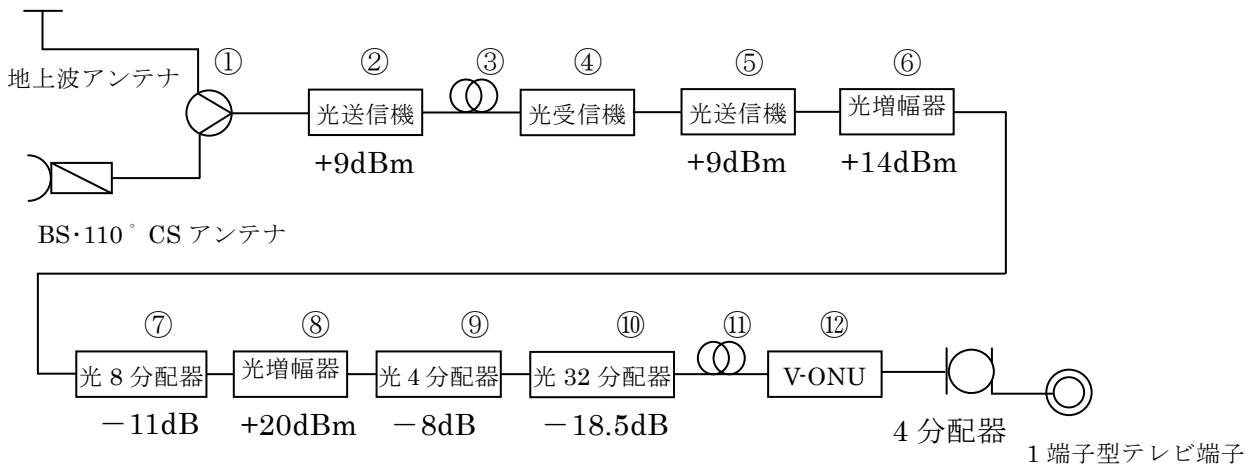 ① ② ③ ④ ⑤ ⑥
地上波アンテナ
光送信機 光受信機 光送信機 光増幅器
+9dBm +9dBm +14dBm
BS･110°CSアンテナ
⑦ ⑧ ⑨ ⑩ ⑪ ⑫
光8分配器 光増幅器 光4分配器 光32分配器 V-ONU
－11dB +20dBm －8dB －18.5dB 4分配器
1端子型テレビ端子